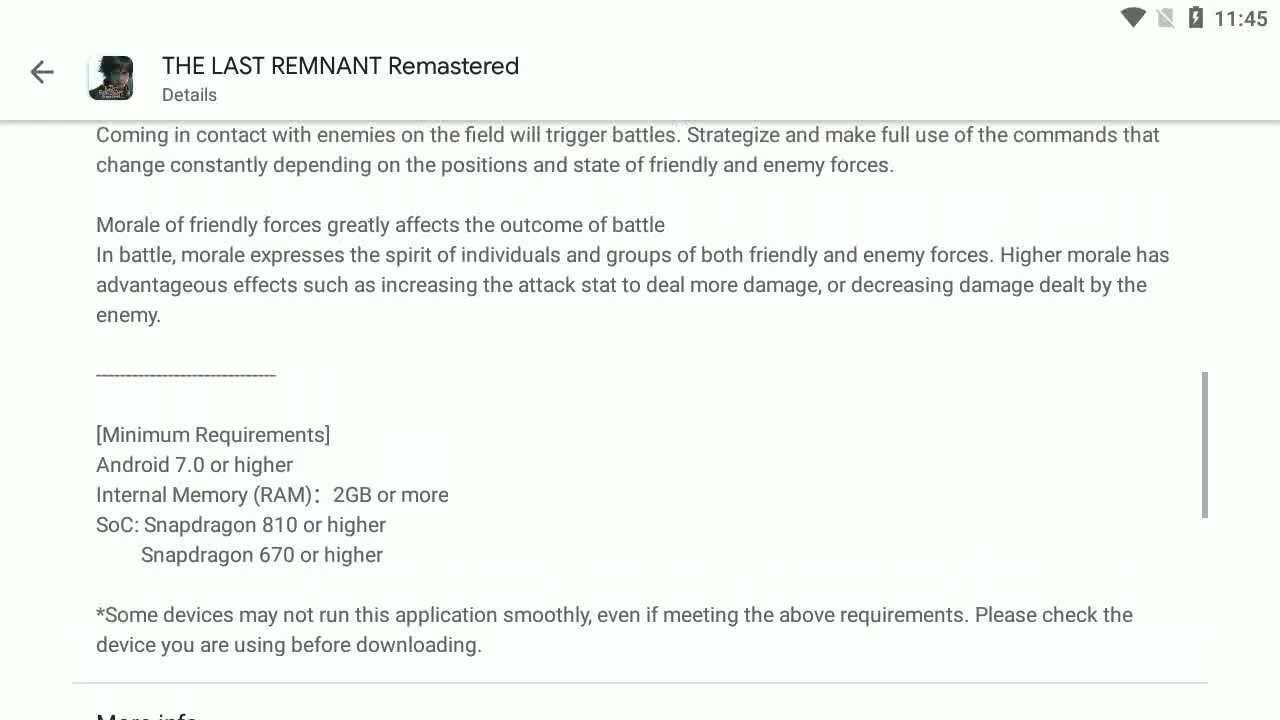 11:45
THE LAST REMNANT Remastered
Details
Coming in contact with enemies on the field will trigger battles. Strategize and make full use of the commands that
change constantly depending on the positions and state of friendly and enemy forces.
Morale of friendly forces greatly affects the outcome of battle
In battle, morale expresses the spirit of individuals and groups of both friendly and enemy forces. Higher morale has
advantageous effects such as increasing the attack stat to deal more damage, or decreasing damage dealt by the
enemy.
------------------------------
[Minimum Requirements]
Android 7.0 or higher
Internal Memory (RAM)：2GB or more
SoC: Snapdragon 810 or higher
Snapdragon 670 or higher
*Some devices may not run this application smoothly, even if meeting the above requirements. Please check the
device you are using before downloading.
More info